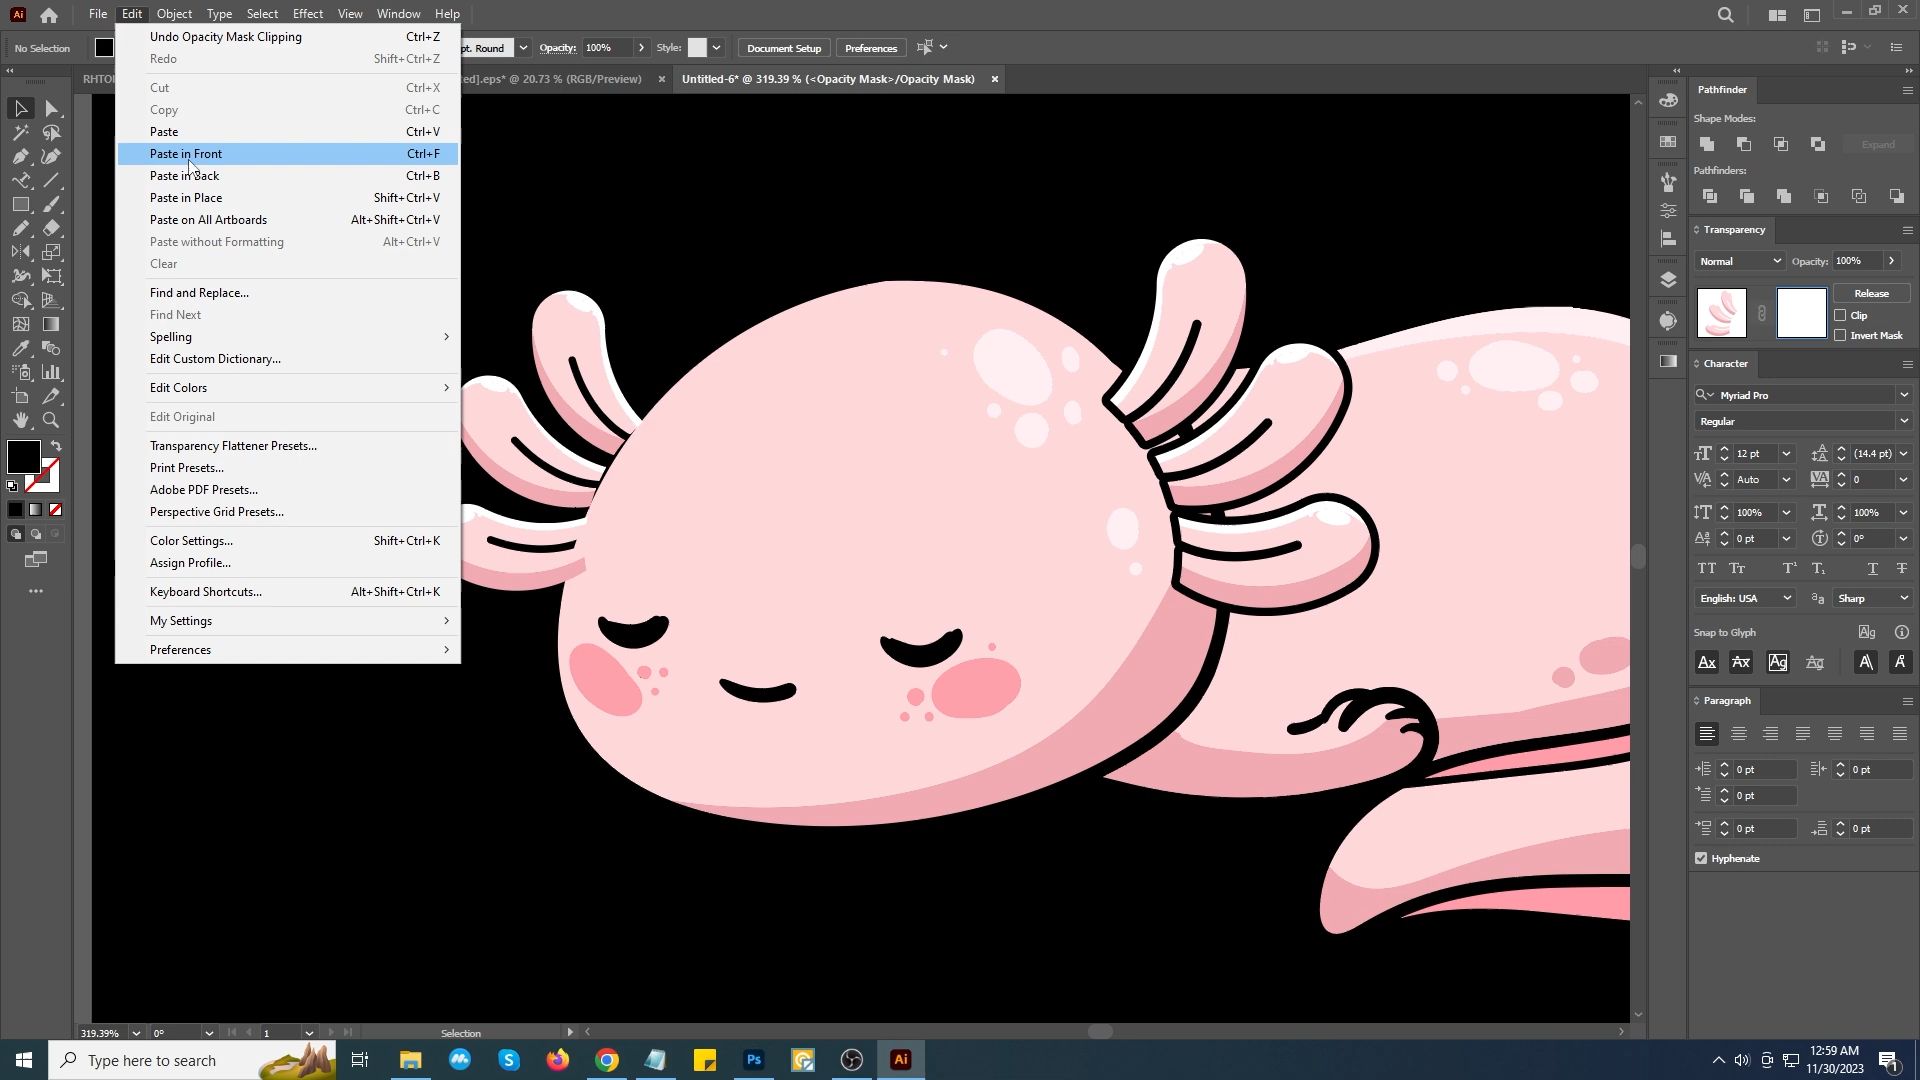 Ai File Edit Object Type Select Effect View Window Help
No Selection
pt. Round Opacity: 100% Style: Document Setup Preferences
RHTO
ed].eps* @ 20.73 % (RGB/Preview) × Untitled-6* @ 319.39 % (<Opacity Mask>/Opacity Mask) ×
Undo Opacity Mask Clipping Ctrl+Z
Redo Shift+Ctrl+Z
Cut Ctrl+X
Copy Ctrl+C
Paste Ctrl+V
Paste in Front Ctrl+F
Paste in Back Ctrl+B
Paste in Place Shift+Ctrl+V
Paste on All Artboards Alt+Shift+Ctrl+V
Paste without Formatting Alt+Ctrl+V
Clear
Find and Replace...
Find Next
Spelling
Edit Custom Dictionary...
Edit Colors
Edit Original
Transparency Flattener Presets...
Print Presets...
Adobe PDF Presets...
Perspective Grid Presets...
Color Settings... Shift+Ctrl+K
Assign Profile...
Keyboard Shortcuts... Alt+Shift+Ctrl+K
My Settings
Preferences
Pathfinder
Shape Modes:
Expand
Pathfinders:
Transparency
Normal Opacity: 100%
Release
Clip
Invert Mask
Character
Myriad Pro
Regular
12 pt (14.4 pt)
Auto 0
100% 100%
0 pt 0°
English: USA Sharp
Snap to Glyph
Paragraph
0 pt 0 pt
0 pt
0 pt 0 pt
Hyphenate
319.39% 0° 1 Selection
Type here to search
Ps
Ai
12:59 AM
11/30/2023
1